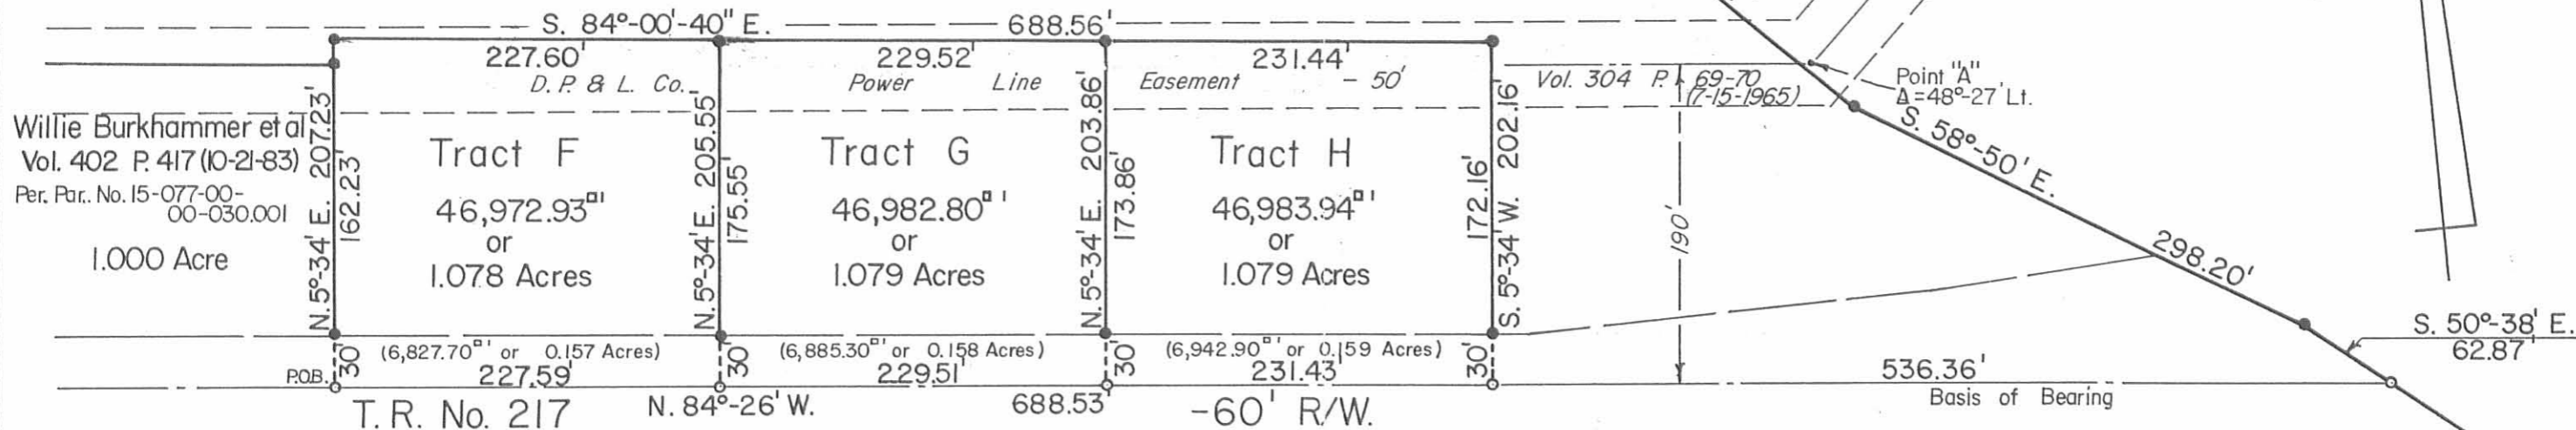 S. 84°-00'-40" E. 688.56'
227.60' 229.52' 231.44'
D. P. & L. Co. Power Line Easement - 50' Vol. 304 P. 69-70
(7-15-1965)
Point "A"
Δ=48°-27' Lt.
Willie Burkhammer et al
Vol. 402 P. 417 (10-21-83)
Per. Par. No. 15-077-00-
00-030.001
1.000 Acre
N. 5°-34' E. 207.23'
162.23'
Tract F
46,972.93□'
or
1.078 Acres
N. 5°-34' E. 205.55'
175.55'
Tract G
46,982.80□'
or
1.079 Acres
N. 5°-34' E. 203.86'
173.86'
Tract H
46,983.94□'
or
1.079 Acres
172.16'
S. 5°-34' W. 202.16'
190'
S. 58°-50' E.
298.20'
S. 50°-38' E.
62.87'
(6,827.70□' or 0.157 Acres) (6,885.30□' or 0.158 Acres) (6,942.90□' or 0.159 Acres)
P.O.B. 30' 227.59' 30' 229.51' 30' 231.43' 30' 536.36'
Basis of Bearing
T. R. No. 217 N. 84°-26' W. 688.53' -60' R/W.